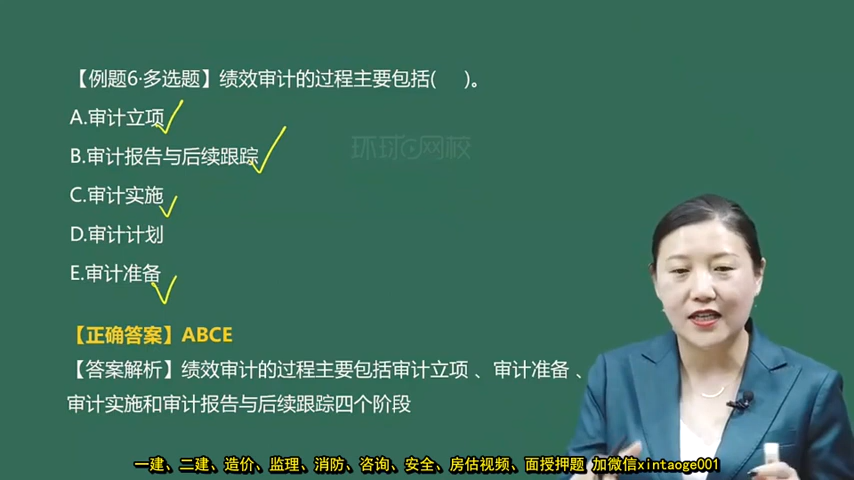 【例题6·多选题】绩效审计的过程主要包括(  )。
A.审计立项
B.审计报告与后续跟踪
环球网校
C.审计实施
D.审计计划
E.审计准备
【正确答案】ABCE
【答案解析】绩效审计的过程主要包括审计立项、审计准备、
审计实施和审计报告与后续跟踪四个阶段
一建、二建、造价、监理、消防、咨询、安全、房估视频、面授押题 加微信xintaoge001